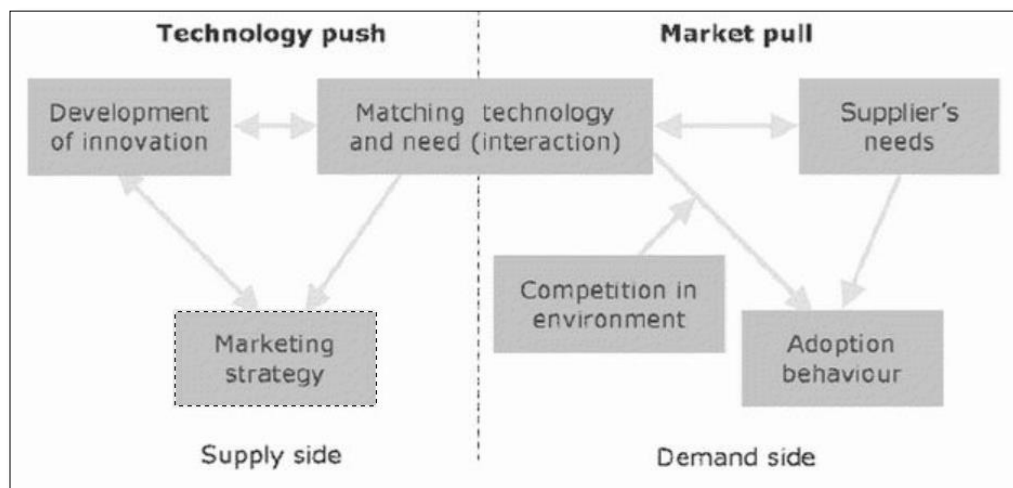 Technology push
Market pull
Development
of innovation
Matching technology
and need (interaction)
Supplier's
needs
Competition in
environment
Marketing
strategy
Adoption
behaviour
Supply side
Demand side